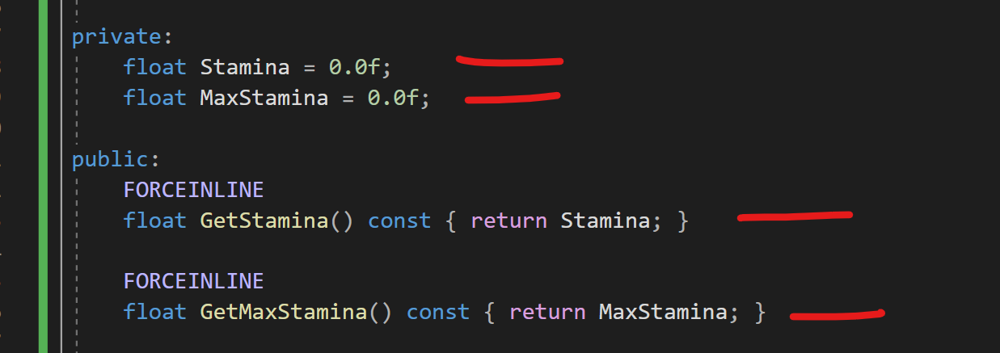 private:
float Stamina = 0.0f;
float MaxStamina = 0.0f;
public:
FORCEINLINE
float GetStamina() const { return Stamina; }
FORCEINLINE
float GetMaxStamina() const { return MaxStamina; }